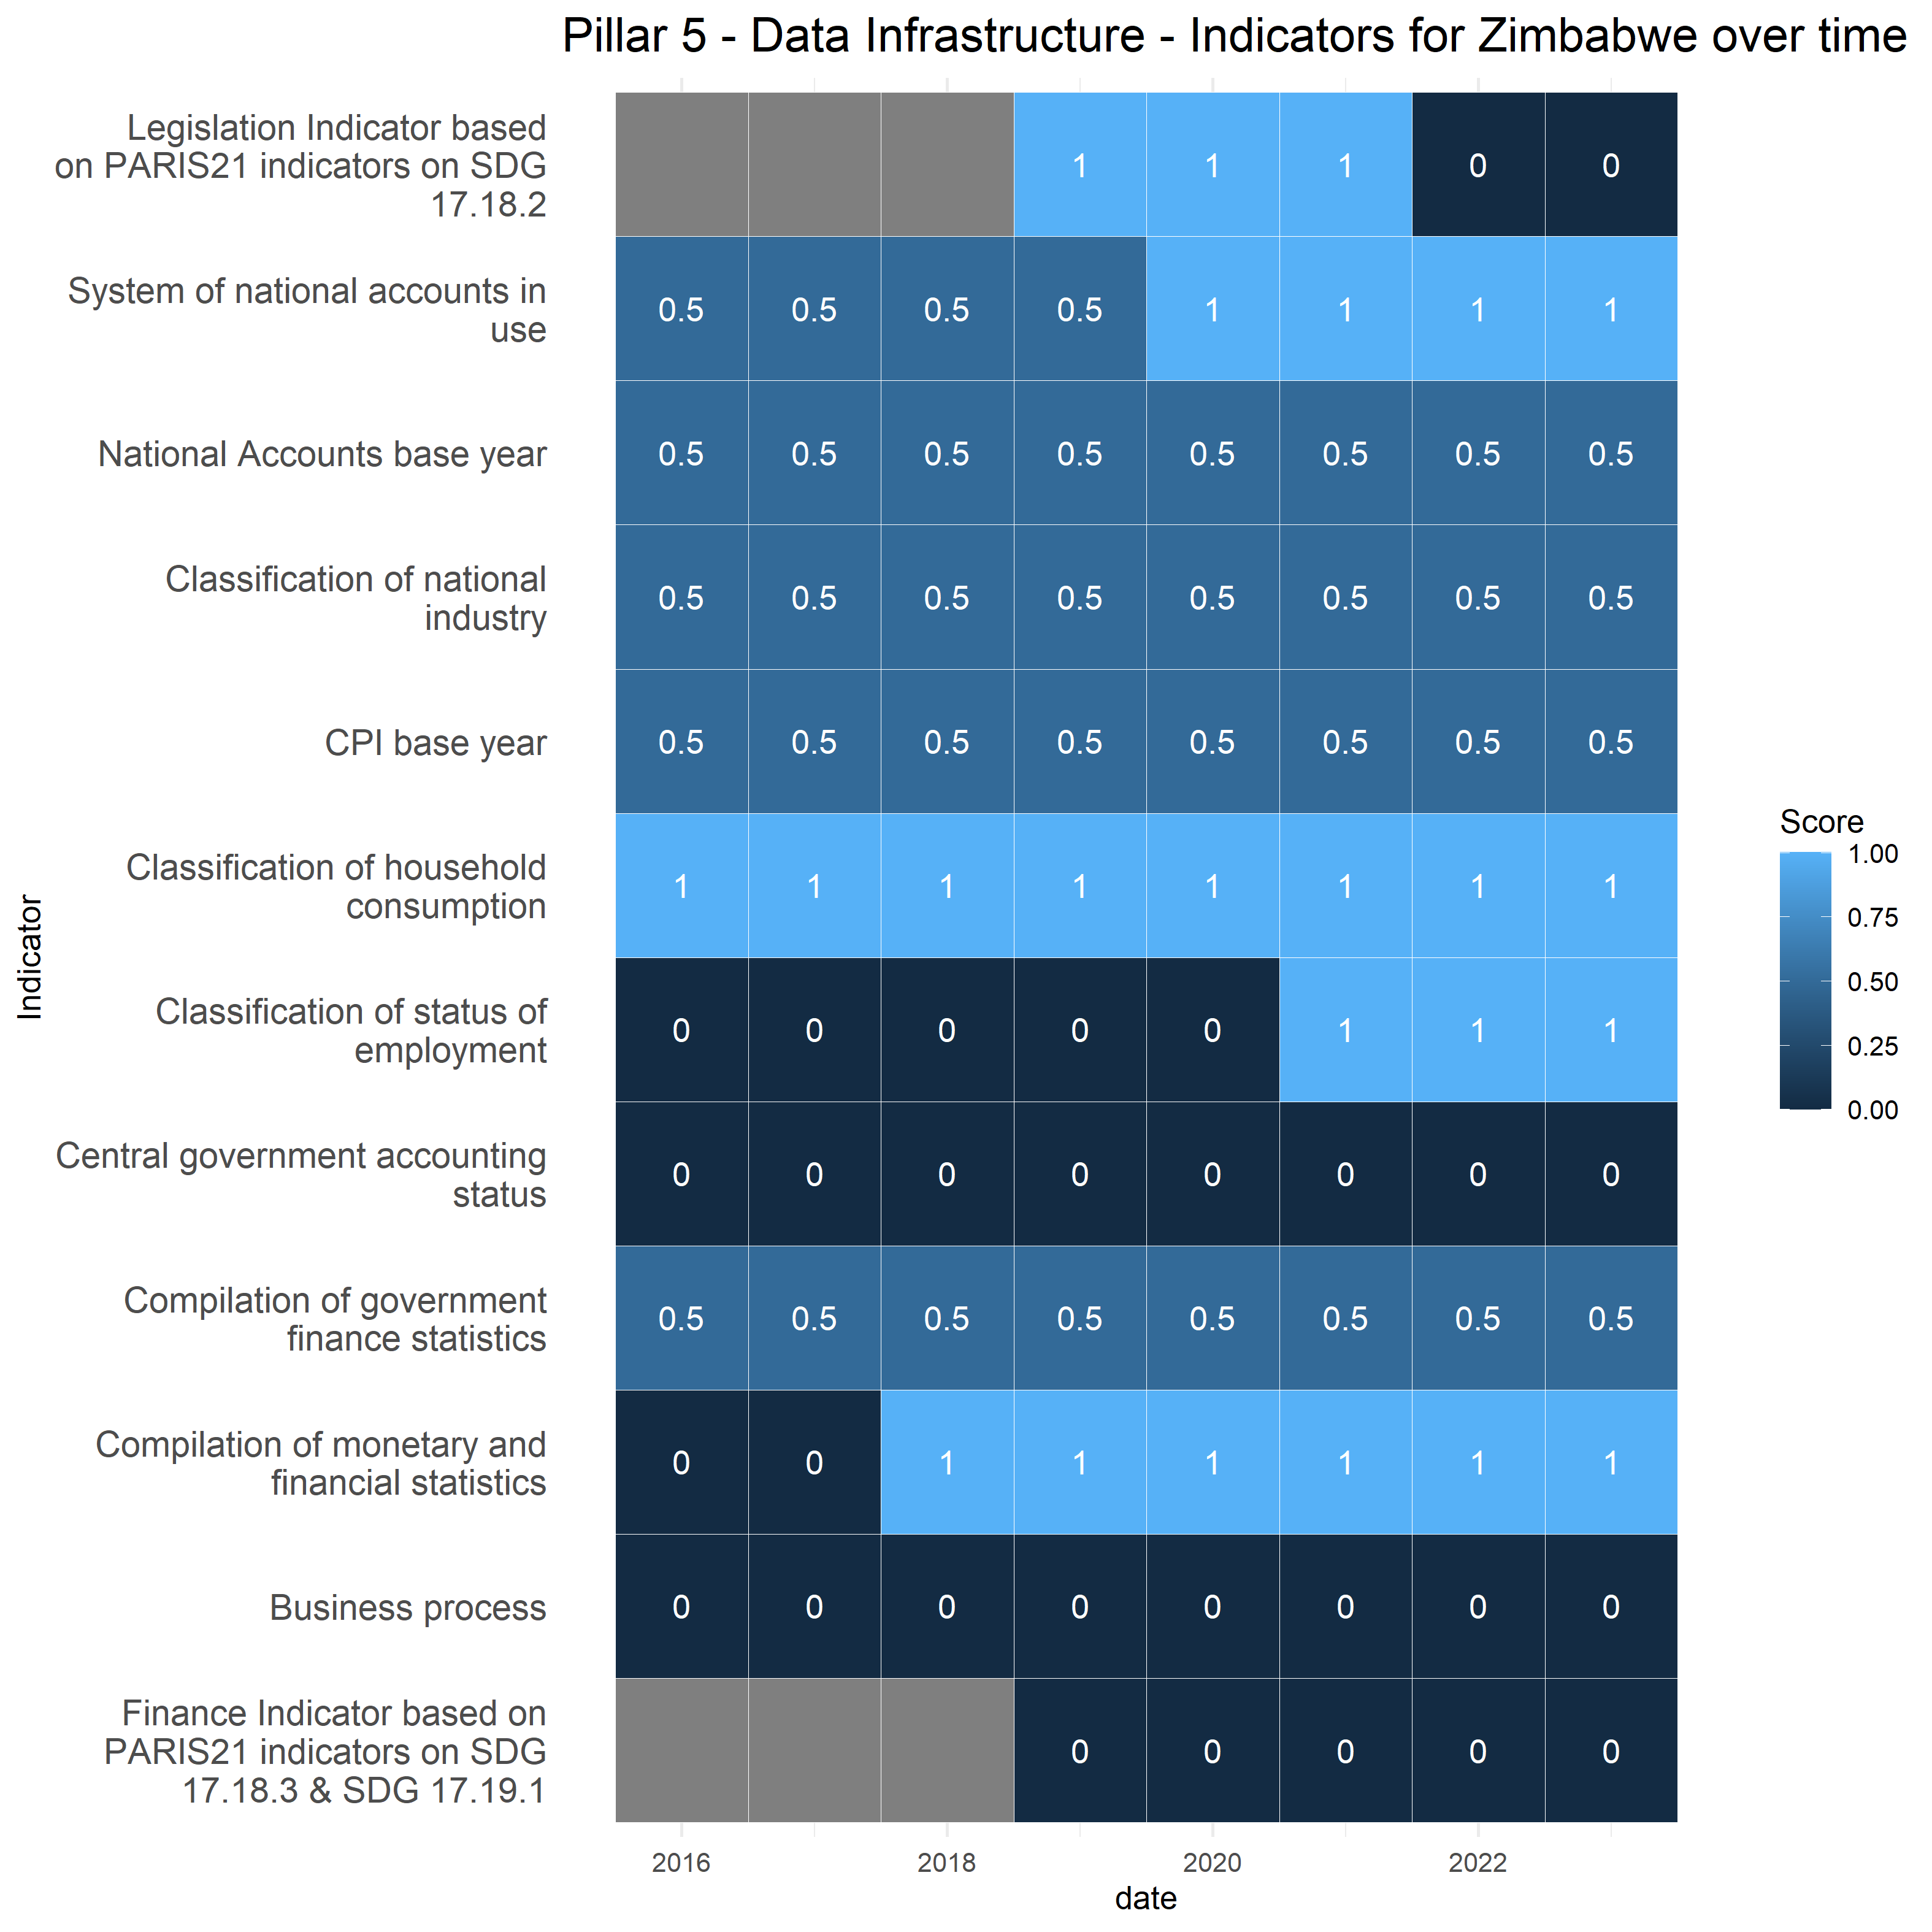 Pillar 5 - Data Infrastructure - Indicators for Zimbabwe over time
Legislation Indicator based
on PARIS21 indicators on SDG
17.18.2
1 1 1 0 0
System of national accounts in
use
0.5 0.5 0.5 0.5 1 1 1 1
National Accounts base year
0.5 0.5 0.5 0.5 0.5 0.5 0.5 0.5
Classification of national
industry
0.5 0.5 0.5 0.5 0.5 0.5 0.5 0.5
CPI base year
0.5 0.5 0.5 0.5 0.5 0.5 0.5 0.5
Classification of household
consumption
1 1 1 1 1 1 1 1
Classification of status of
employment
0 0 0 0 0 1 1 1
Central government accounting
status
0 0 0 0 0 0 0 0
Compilation of government
finance statistics
0.5 0.5 0.5 0.5 0.5 0.5 0.5 0.5
Compilation of monetary and
financial statistics
0 0 1 1 1 1 1 1
Business process
0 0 0 0 0 0 0 0
Finance Indicator based on
PARIS21 indicators on SDG
17.18.3 & SDG 17.19.1
0 0 0 0 0
2016 2018 2020 2022
date
Indicator
Score
1.00
0.75
0.50
0.25
0.00